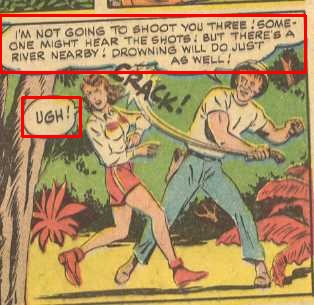 I'M NOT GOING TO SHOOT YOU THREE! SOME-
ONE MIGHT HEAR THE SHOTS! BUT THERE'S A
RIVER NEARBY! DROWNING WILL DO JUST
AS WELL!
CRACK!
UGH!